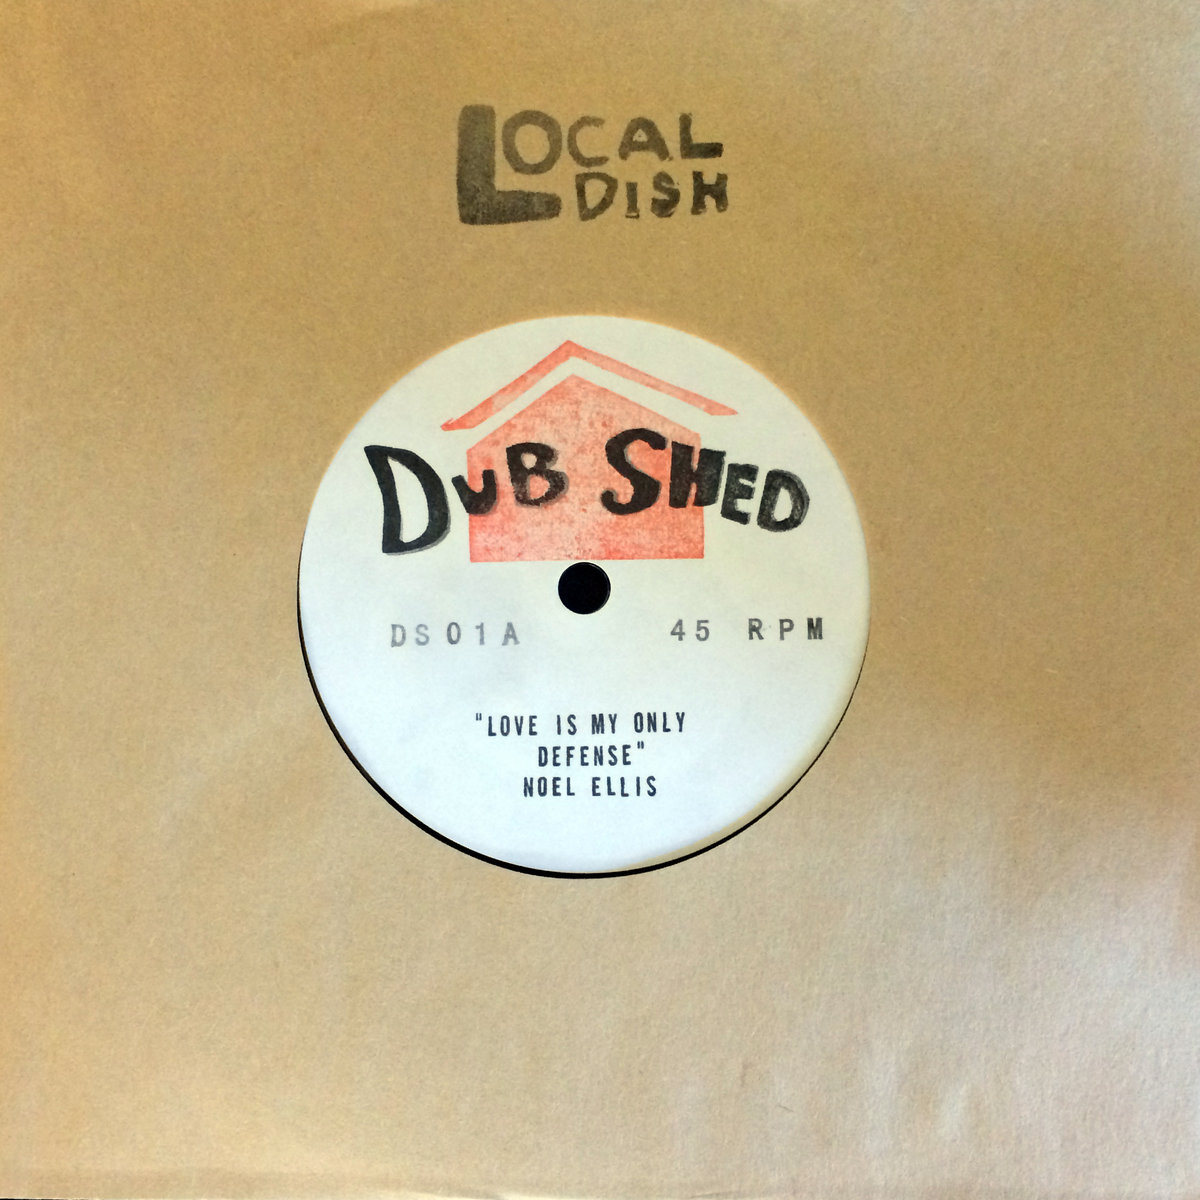 LOCAL
DISH
DUB SHED
DS01A 45 RPM
"LOVE IS MY ONLY
DEFENSE"
NOEL ELLIS